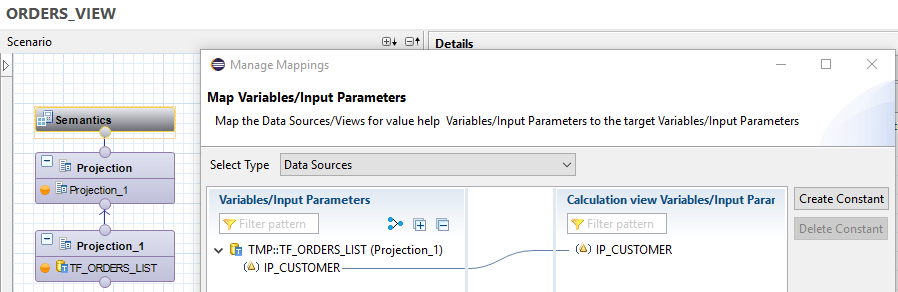 ORDERS_VIEW
Scenario
Details
Manage Mappings
Map Variables/Input Parameters
Map the Data Sources/Views for value help Variables/Input Parameters to the target Variables/Input Parameters
Semantics
Projection
Projection_1
Projection_1
TF_ORDERS_LIST
Select Type
Data Sources
Variables/Input Parameters
Filter pattern
TMP::TF_ORDERS_LIST (Projection_1)
IP_CUSTOMER
Calculation view Variables/Input Parar
Filter pattern
IP_CUSTOMER
Create Constant
Delete Constant